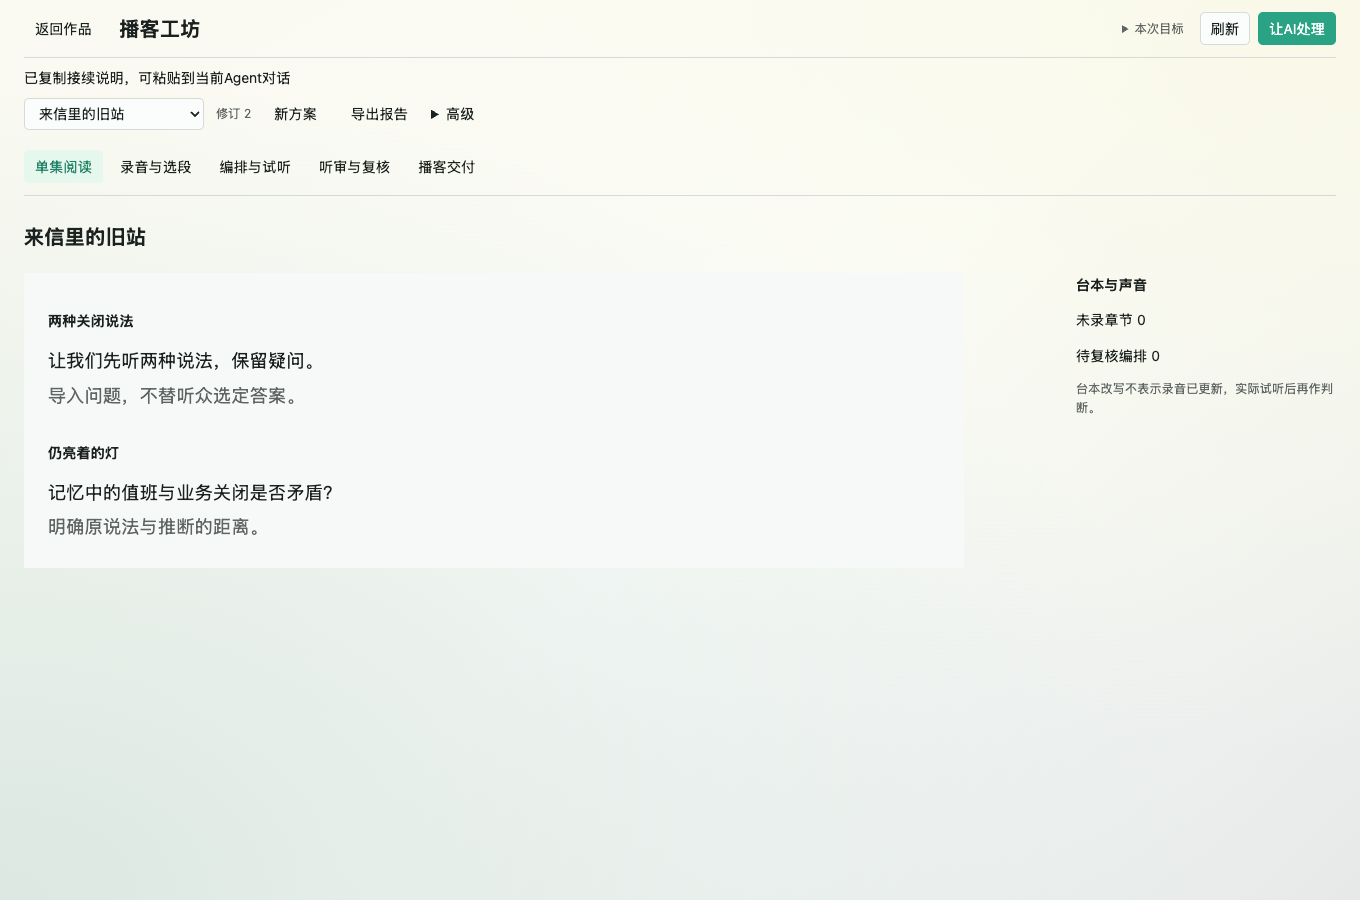 返回作品
播客工坊
本次目标
刷新
让AI处理
已复制接续说明，可粘贴到当前Agent对话
来信里的旧站
修订 2
新方案
导出报告
高级
单集阅读
录音与选段
编排与试听
听审与复核
播客交付
来信里的旧站
两种关闭说法
让我们先听两种说法，保留疑问。
导入问题，不替听众选定答案。
仍亮着的灯
记忆中的值班与业务关闭是否矛盾？
明确原说法与推断的距离。
台本与声音
未录章节 0
待复核编排 0
台本改写不表示录音已更新，实际试听后再作判
断。